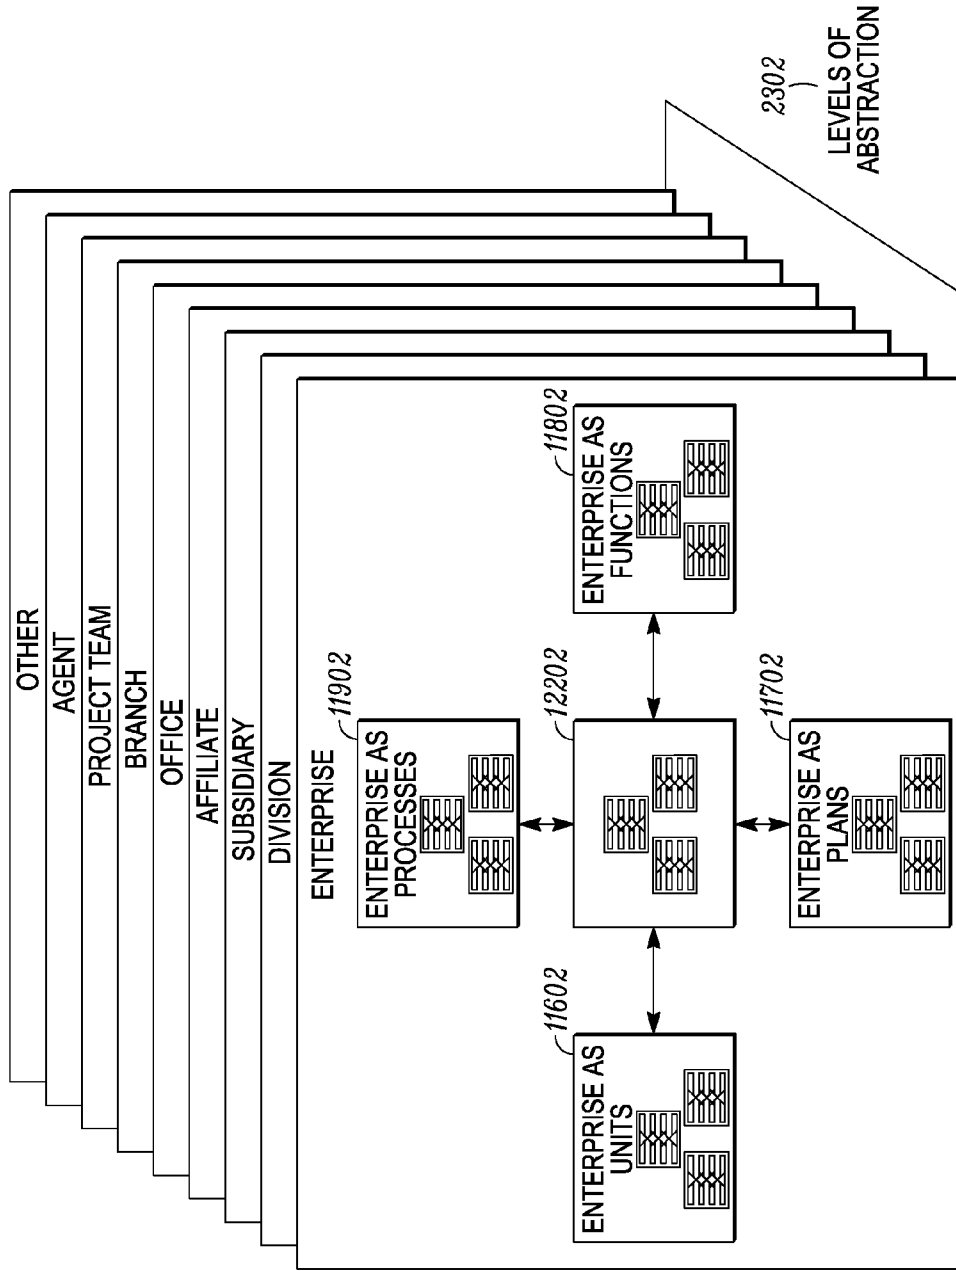 OTHER
AGENT
PROJECT TEAM
BRANCH
OFFICE
AFFILIATE
SUBSIDIARY
DIVISION
ENTERPRISE
11902
ENTERPRISE AS
PROCESSES
11602
ENTERPRISE AS
UNITS
12202
11802
ENTERPRISE AS
FUNCTIONS
11702
ENTERPRISE AS
PLANS
2302
LEVELS OF
ABSTRACTION